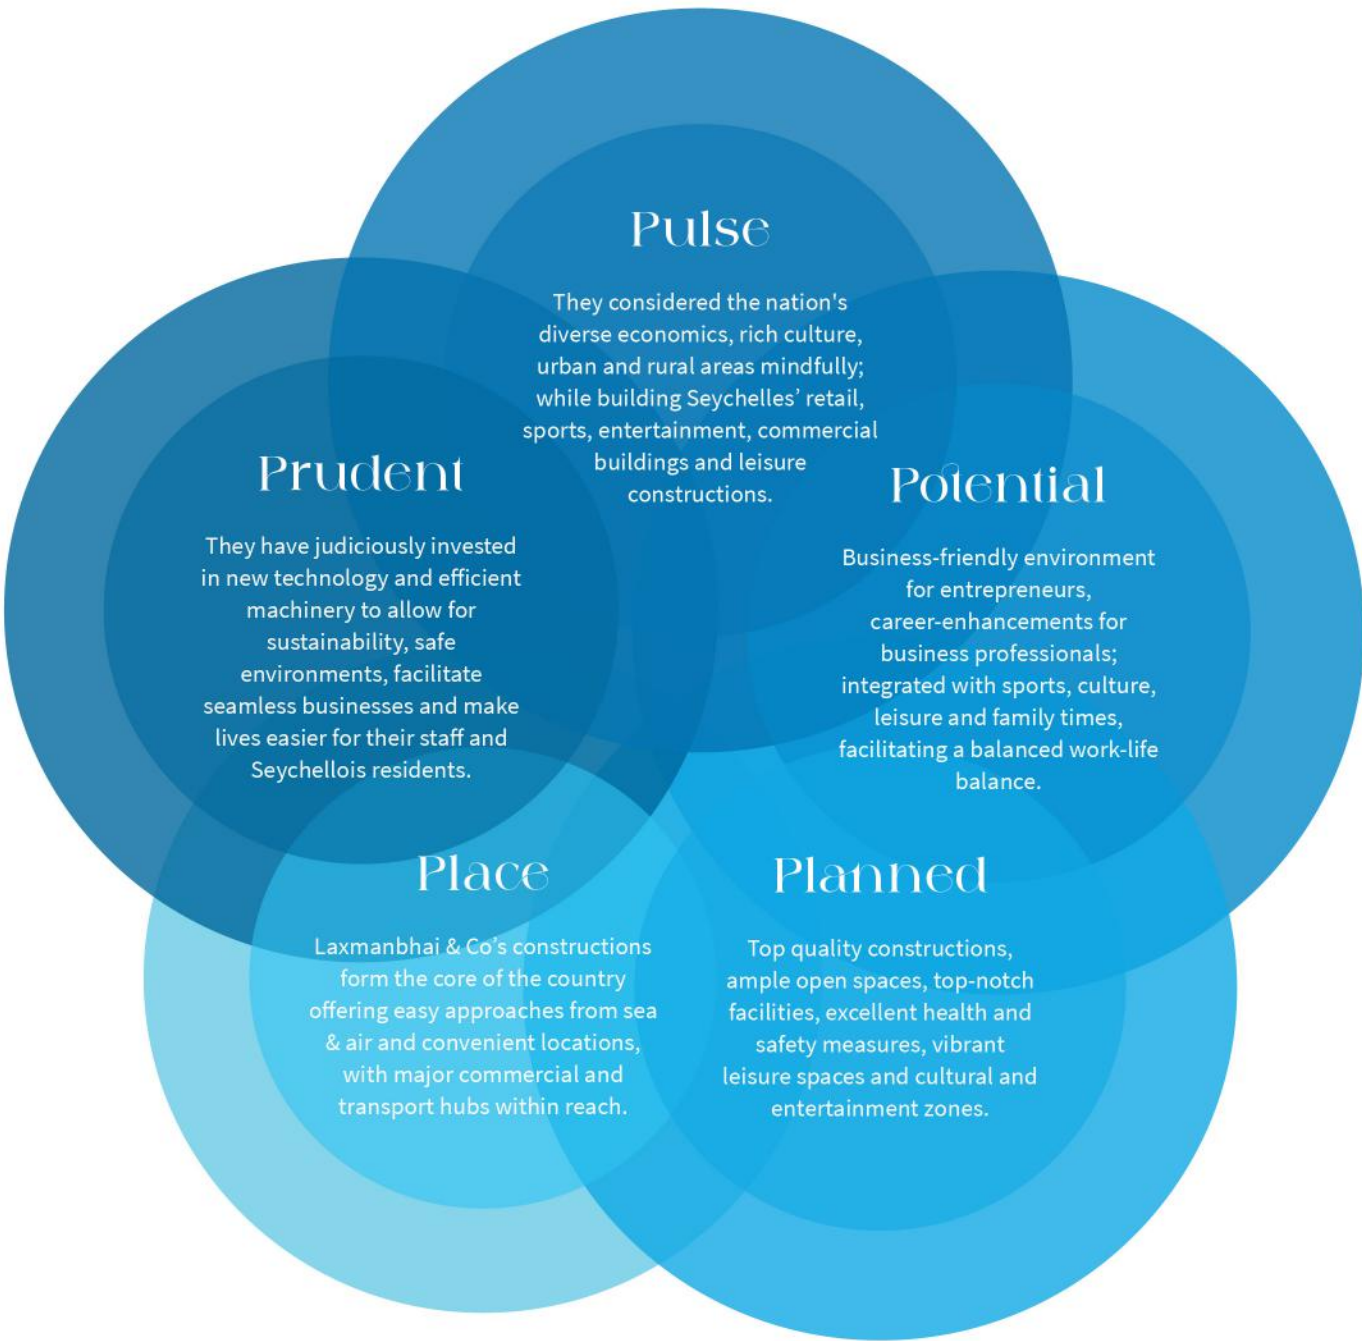 Pulse
They considered the nation's
diverse economics, rich culture,
urban and rural areas mindfully;
while building Seychelles’ retail,
sports, entertainment, commercial
buildings and leisure
constructions.
Prudent
They have judiciously invested
in new technology and efficient
machinery to allow for
sustainability, safe
environments, facilitate
seamless businesses and make
lives easier for their staff and
Seychellois residents.
Potential
Business-friendly environment
for entrepreneurs,
career-enhancements for
business professionals;
integrated with sports, culture,
leisure and family times,
facilitating a balanced work-life
balance.
Place
Laxmanbhai & Co’s constructions
form the core of the country
offering easy approaches from sea
& air and convenient locations,
with major commercial and
transport hubs within reach.
Planned
Top quality constructions,
ample open spaces, top-notch
facilities, excellent health and
safety measures, vibrant
leisure spaces and cultural and
entertainment zones.